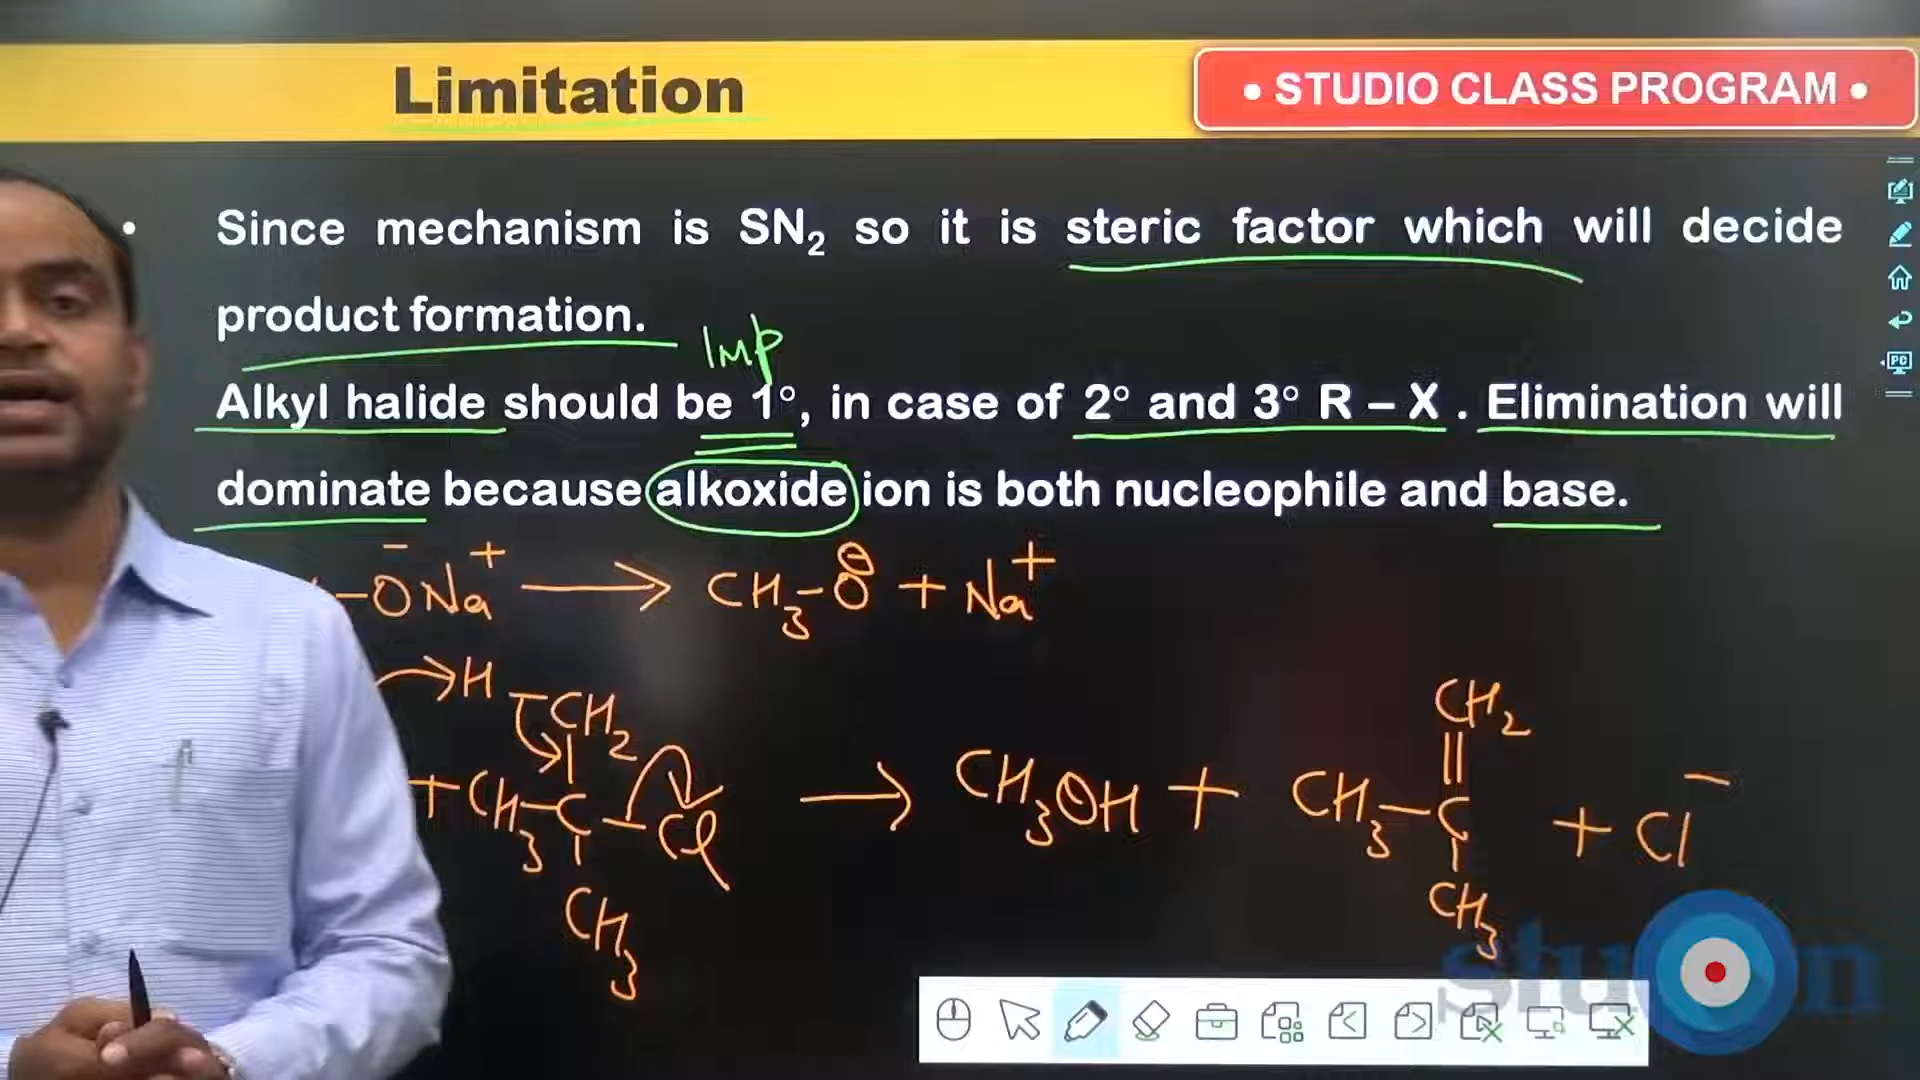 Limitation
• STUDIO CLASS PROGRAM •
• Since mechanism is SN₂ so it is steric factor which will decide
product formation.
Imp
Alkyl halide should be 1°, in case of 2° and 3° R – X . Elimination will
dominate because alkoxide ion is both nucleophile and base.
–O⁻Na⁺ ⟶ CH₃–O⊖ + Na⁺
H
CH₂
CH₂
+ CH₃–C–Cl ⟶ CH₃OH + CH₃–C + Cl⁻
CH₃
CH₃
PC